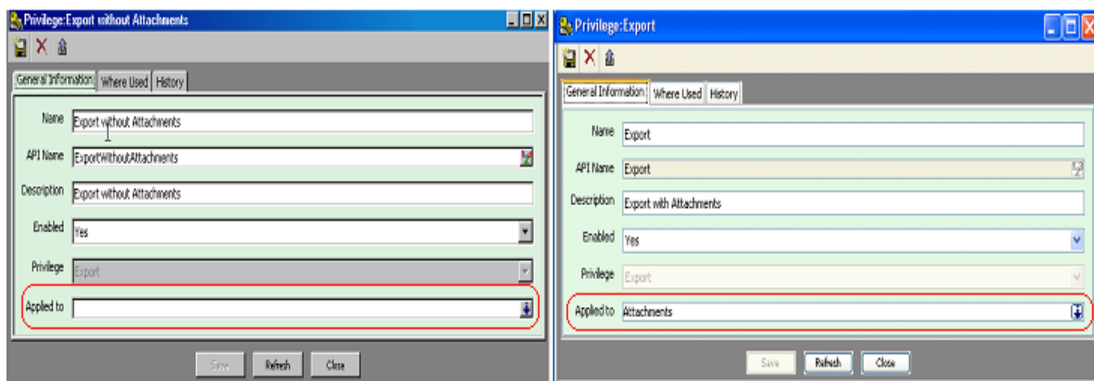 Privilege:Export without Attachments
General Information Where Used History
Name Export without Attachments
API Name ExportWithoutAttachments
Description Export without Attachments
Enabled Yes
Privilege Export
Applied to
Save Refresh Close
Privilege:Export
General Information Where Used History
Name Export
API Name Export
Description Export with Attachments
Enabled Yes
Privilege Export
Applied to Attachments
Save Refresh Close